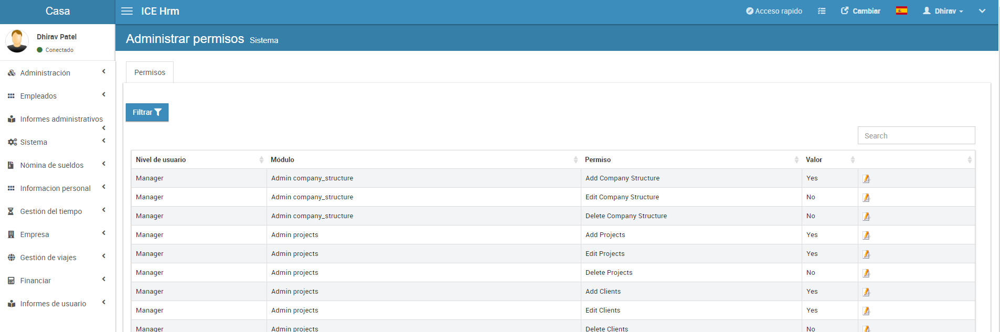 Casa
ICE Hrm
Acceso rapido
Cambiar
Dhirav
Dhirav Patel
Conectado
Administrar permisos Sistema
Administración
Empleados
Informes administrativos
Sistema
Nómina de sueldos
Informacion personal
Gestión del tiempo
Empresa
Gestión de viajes
Financiar
Informes de usuario
Permisos
Filtrar
Search
Nivel de usuario Módulo Permiso Valor
Manager Admin company_structure Add Company Structure Yes
Manager Admin company_structure Edit Company Structure No
Manager Admin company_structure Delete Company Structure No
Manager Admin projects Add Projects Yes
Manager Admin projects Edit Projects Yes
Manager Admin projects Delete Projects No
Manager Admin projects Add Clients Yes
Manager Admin projects Edit Clients Yes
Manager Admin projects Delete Clients No